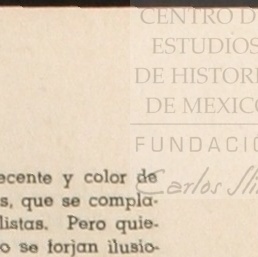 CENTRO D
ESTUDIOS
DE HISTORI
DE MEXICO
FUNDACIÓ
Carlos Sli
ecente y color de
s, que se compla-
listas. Pero quie-
o se forjan ilusio-